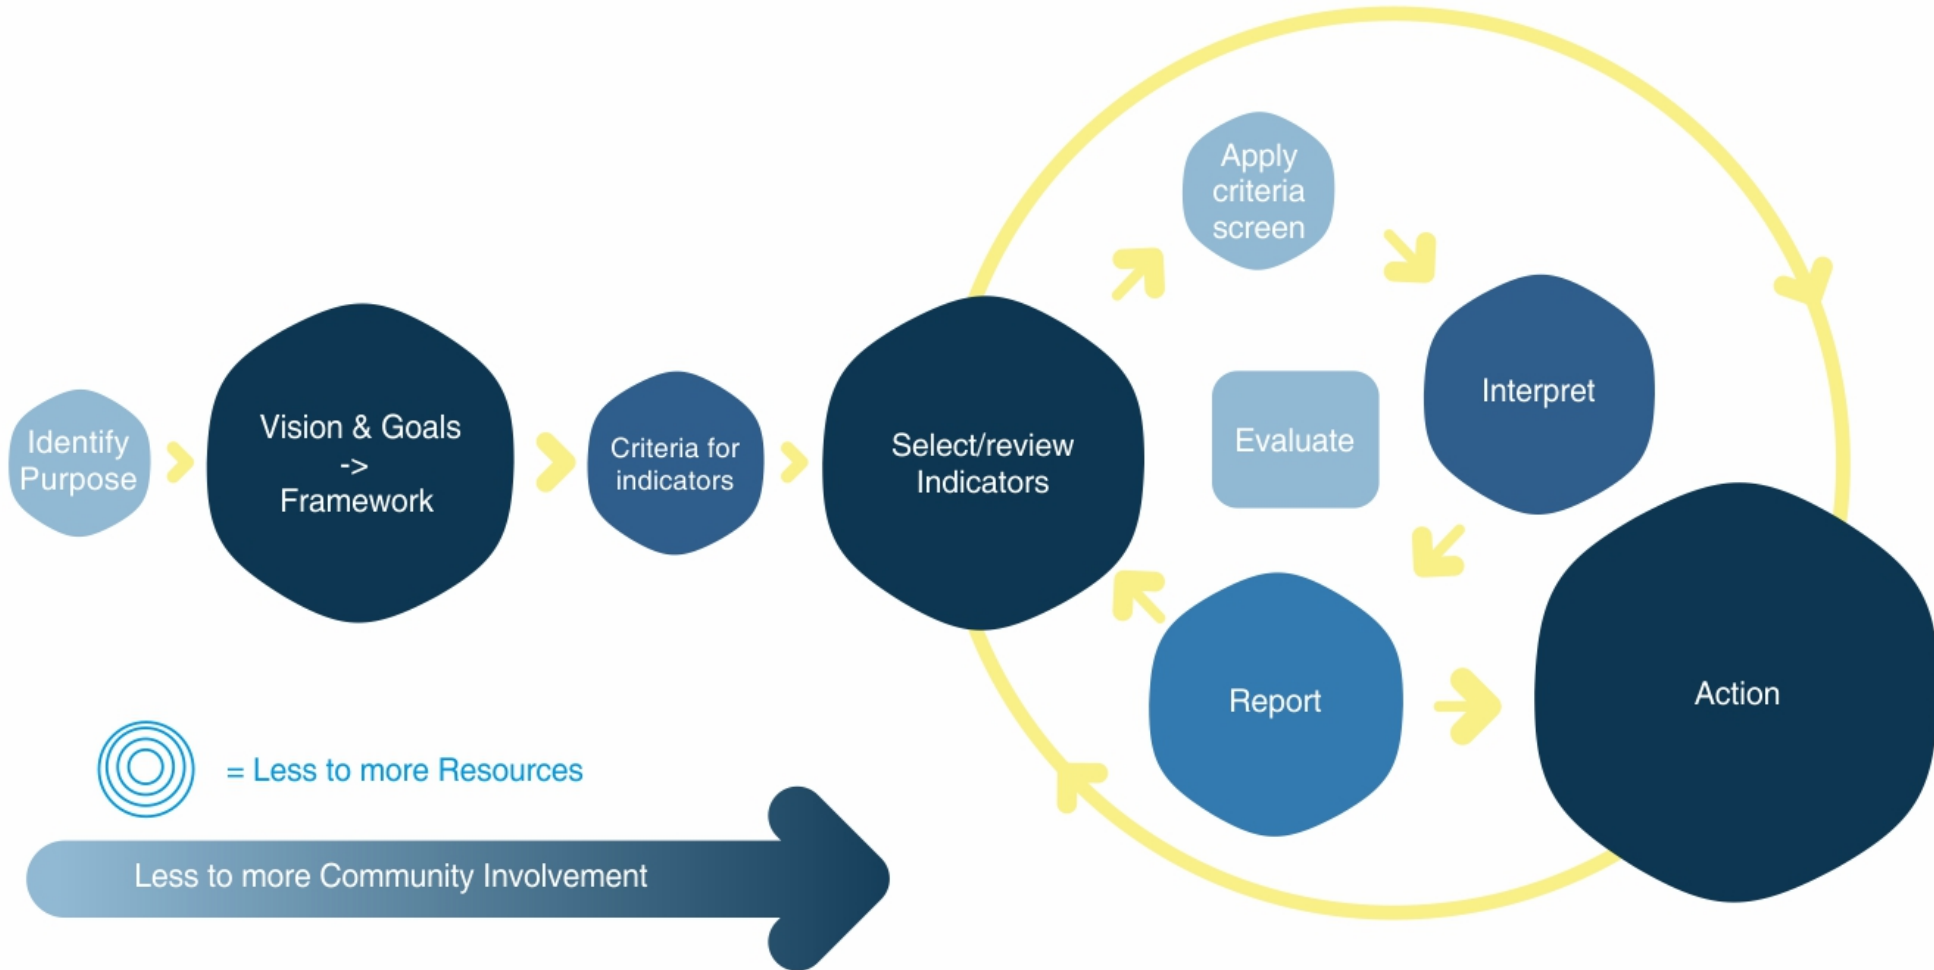 Identify
Purpose
Vision & Goals
->
Framework
Criteria for
indicators
Select/review
Indicators
Apply
criteria
screen
Interpret
Evaluate
Report
Action
= Less to more Resources
Less to more Community Involvement